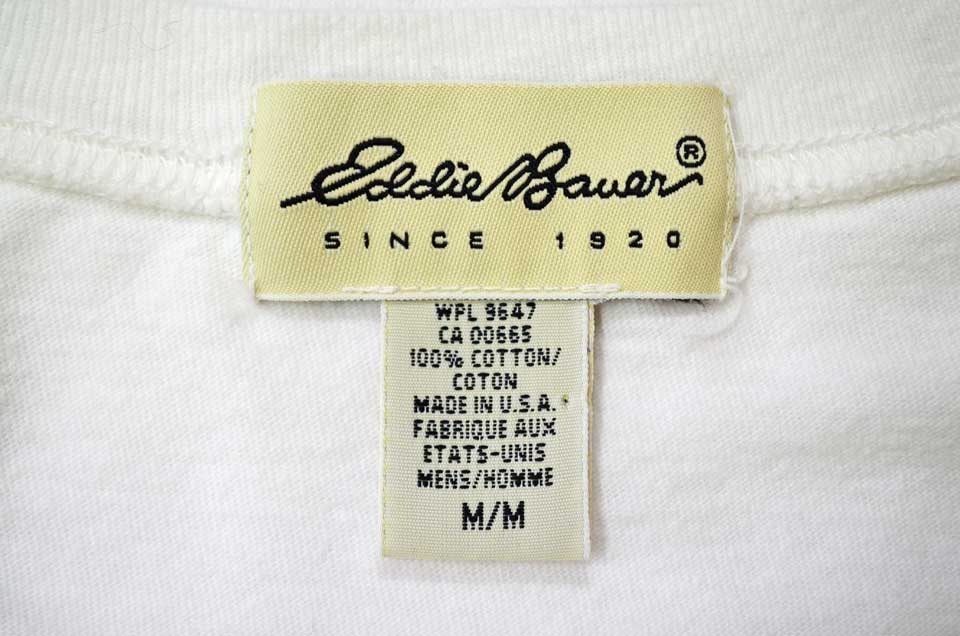 Eddie Bauer®
SINCE 1920
WPL 9647
CA 00665
100% COTTON/
COTON
MADE IN U.S.A.
FABRIQUE AUX
ETATS-UNIS
MENS/HOMME
M/M